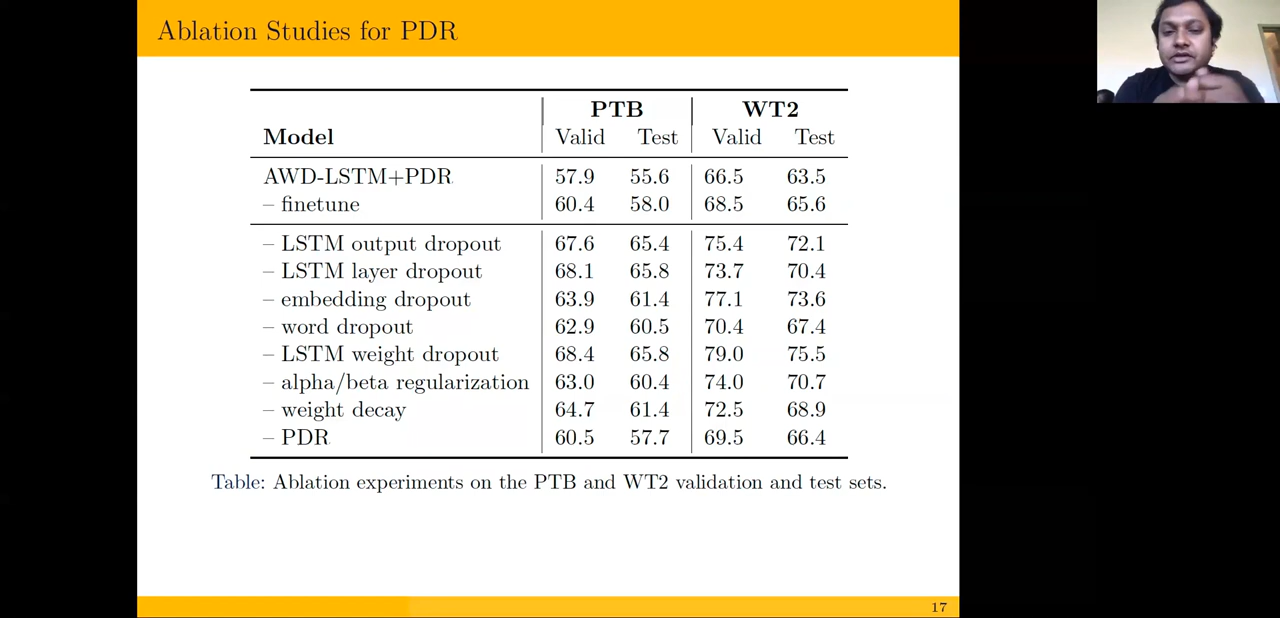 Ablation Studies for PDR
PTB WT2
Model Valid Test Valid Test
AWD-LSTM+PDR 57.9 55.6 66.5 63.5
– finetune 60.4 58.0 68.5 65.6
– LSTM output dropout 67.6 65.4 75.4 72.1
– LSTM layer dropout 68.1 65.8 73.7 70.4
– embedding dropout 63.9 61.4 77.1 73.6
– word dropout 62.9 60.5 70.4 67.4
– LSTM weight dropout 68.4 65.8 79.0 75.5
– alpha/beta regularization 63.0 60.4 74.0 70.7
– weight decay 64.7 61.4 72.5 68.9
– PDR 60.5 57.7 69.5 66.4
Table: Ablation experiments on the PTB and WT2 validation and test sets.
17